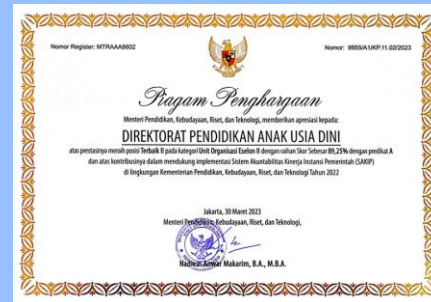 Nomor Register: MTRAAA8602
Nomor: 9855/A1/KP.11.02/2023
Piagam Penghargaan
Menteri Pendidikan, Kebudayaan, Riset, dan Teknologi, memberikan apresiasi kepada:
DIREKTORAT PENDIDIKAN ANAK USIA DINI
atas prestasinya meraih posisi Terbaik II pada kategori Unit Organisasi Eselon II dengan raihan Skor Sebesar 89,25% dengan predikat A
dan atas kontribusinya dalam mendukung implementasi Sistem Akuntabilitas Kinerja Instansi Pemerintah (SAKIP)
di lingkungan Kementerian Pendidikan, Kebudayaan, Riset, dan Teknologi Tahun 2022
Jakarta, 30 Maret 2023
Menteri Pendidikan, Kebudayaan, Riset, dan Teknologi,
Nadiem Anwar Makarim, B.A., M.B.A.